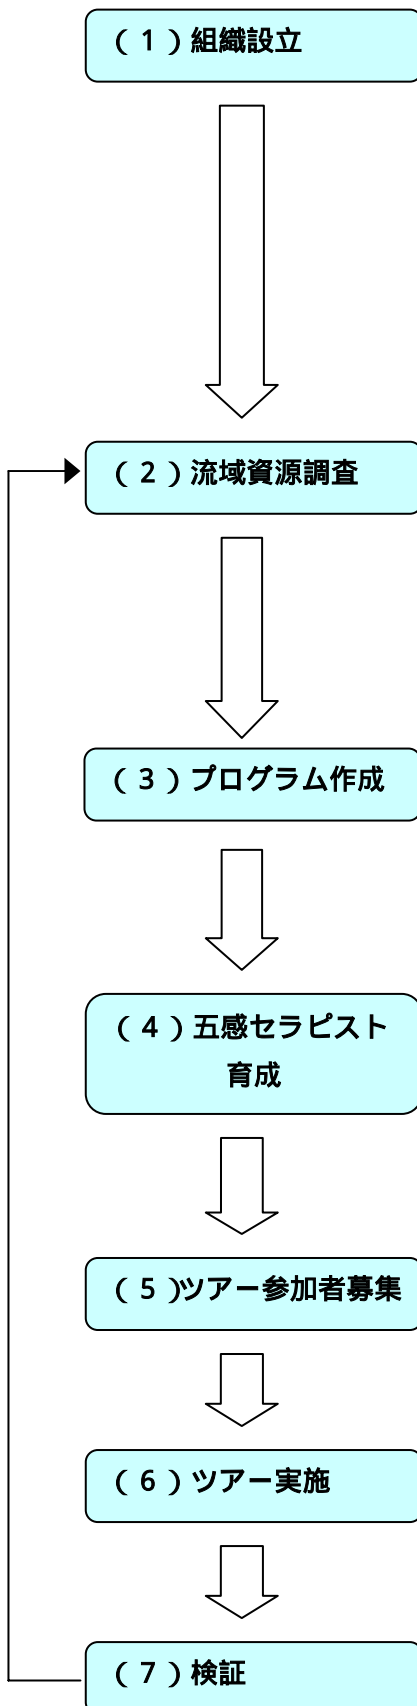 （１）組織設立
（２）流域資源調査
（３）プログラム作成
（４）五感セラピスト
育成
（５）ツアー参加者募集
（６）ツアー実施
（７）検証